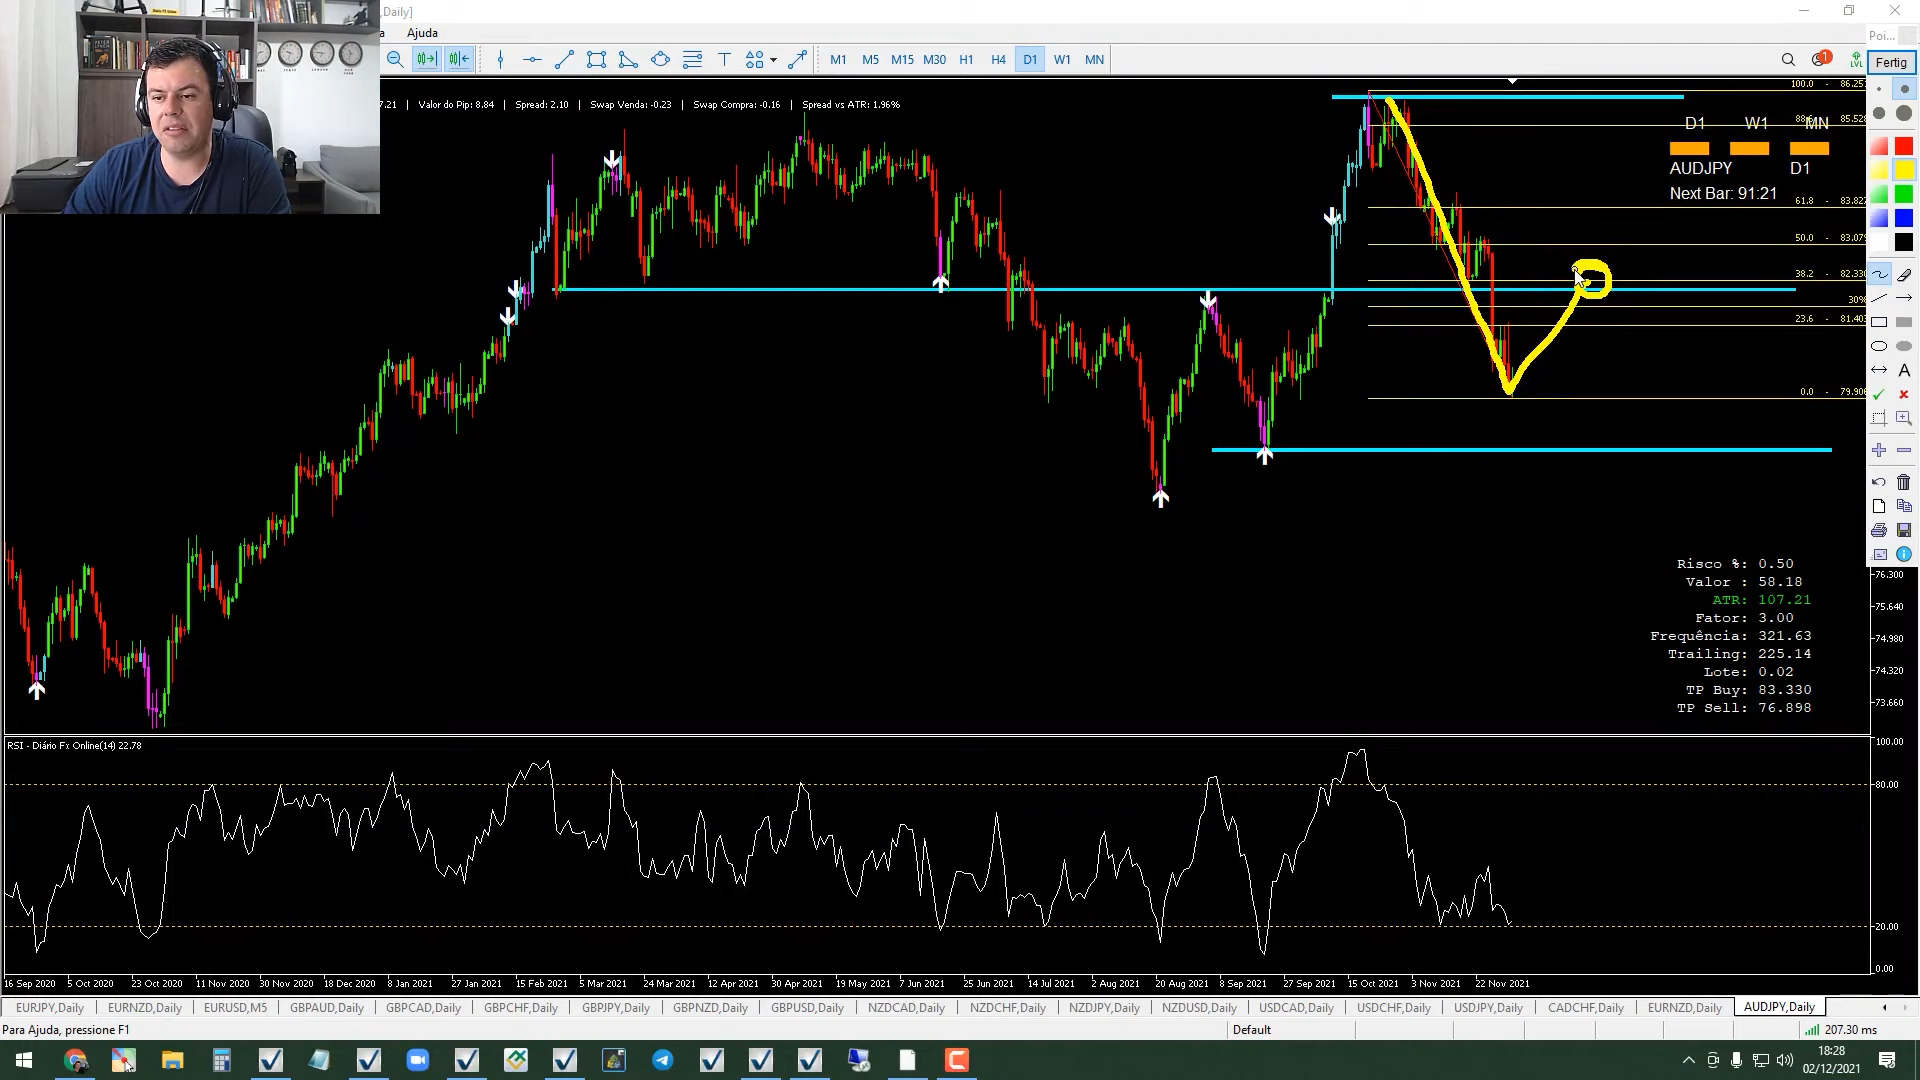 ,Daily]
a Ajuda
Poi...
M1 M5 M15 M30 H1 H4 D1 W1 MN
1
LVL
Fertig
7.21 | Valor do Pip: 8.84 | Spread: 2.10 | Swap Venda: -0.23 | Swap Compra: -0.16 | Spread vs ATR: 1.96%
100.0 - 86.25
85.528
D1 W1 MN
AUDJPY D1
Next Bar: 91:21
61.8 - 83.827
50.0 - 83.079
38.2 - 82.330
30%
23.6 - 81.403
0.0 - 79.908
A
Risco %: 0.50
Valor : 58.18
ATR: 107.21
Fator: 3.00
Frequência: 321.63
Trailing: 225.14
Lote: 0.02
TP Buy: 83.330
TP Sell: 76.898
76.300
75.640
74.980
74.320
73.660
RSI - Diário Fx Online(14) 22.78
100.00
80.00
20.00
0.00
16 Sep 2020 5 Oct 2020 23 Oct 2020 11 Nov 2020 30 Nov 2020 18 Dec 2020 8 Jan 2021 27 Jan 2021 15 Feb 2021 5 Mar 2021 24 Mar 2021 12 Apr 2021 30 Apr 2021 19 May 2021 7 Jun 2021 25 Jun 2021 14 Jul 2021 2 Aug 2021 20 Aug 2021 8 Sep 2021 27 Sep 2021 15 Oct 2021 3 Nov 2021 22 Nov 2021
EURJPY,Daily EURNZD,Daily EURUSD,M5 GBPAUD,Daily GBPCAD,Daily GBPCHF,Daily GBPJPY,Daily GBPNZD,Daily GBPUSD,Daily NZDCAD,Daily NZDCHF,Daily NZDJPY,Daily NZDUSD,Daily USDCAD,Daily USDCHF,Daily USDJPY,Daily CADCHF,Daily EURNZD,Daily AUDJPY,Daily
Para Ajuda, pressione F1
Default
207.30 ms
18:28
02/12/2021